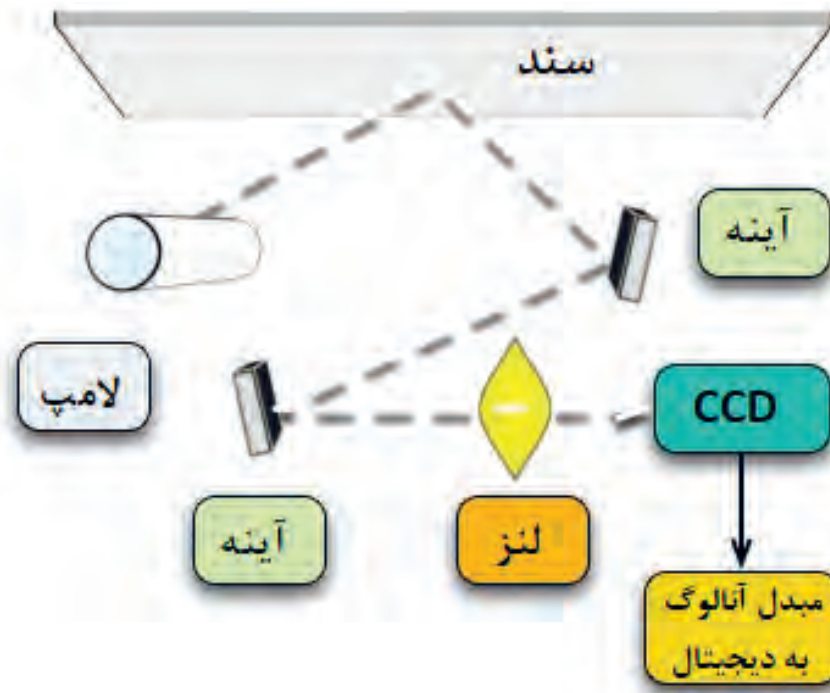 سند
آینه
لامپ
CCD
آینه
لنز
مبدل آنالوگ
به دیجیتال